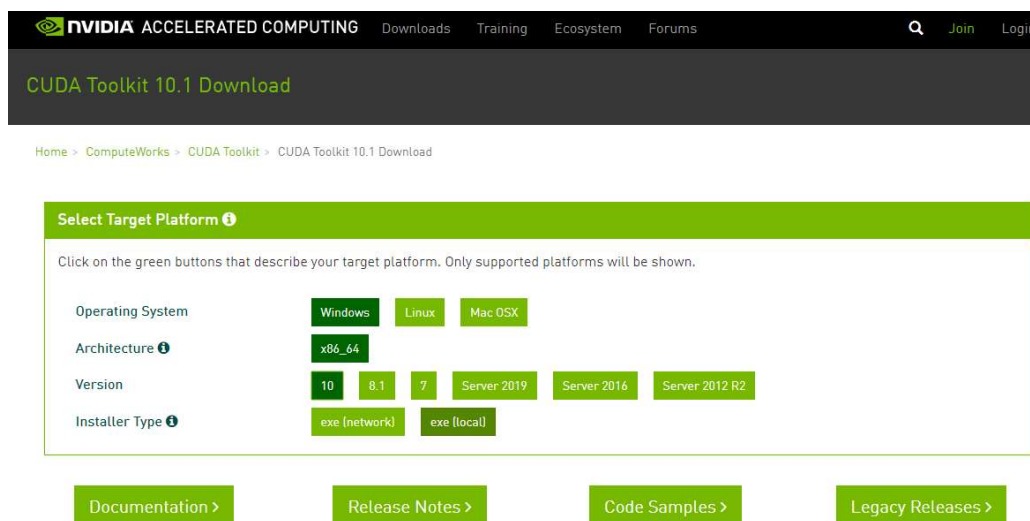 NVIDIA ACCELERATED COMPUTING Downloads Training Ecosystem Forums Join Login
CUDA Toolkit 10.1 Download
Home > ComputeWorks > CUDA Toolkit > CUDA Toolkit 10.1 Download
Select Target Platform
Click on the green buttons that describe your target platform. Only supported platforms will be shown.
Operating System Windows Linux Mac OSX
Architecture x86_64
Version 10 8.1 7 Server 2019 Server 2016 Server 2012 R2
Installer Type exe (network) exe (local)
Documentation > Release Notes > Code Samples > Legacy Releases >